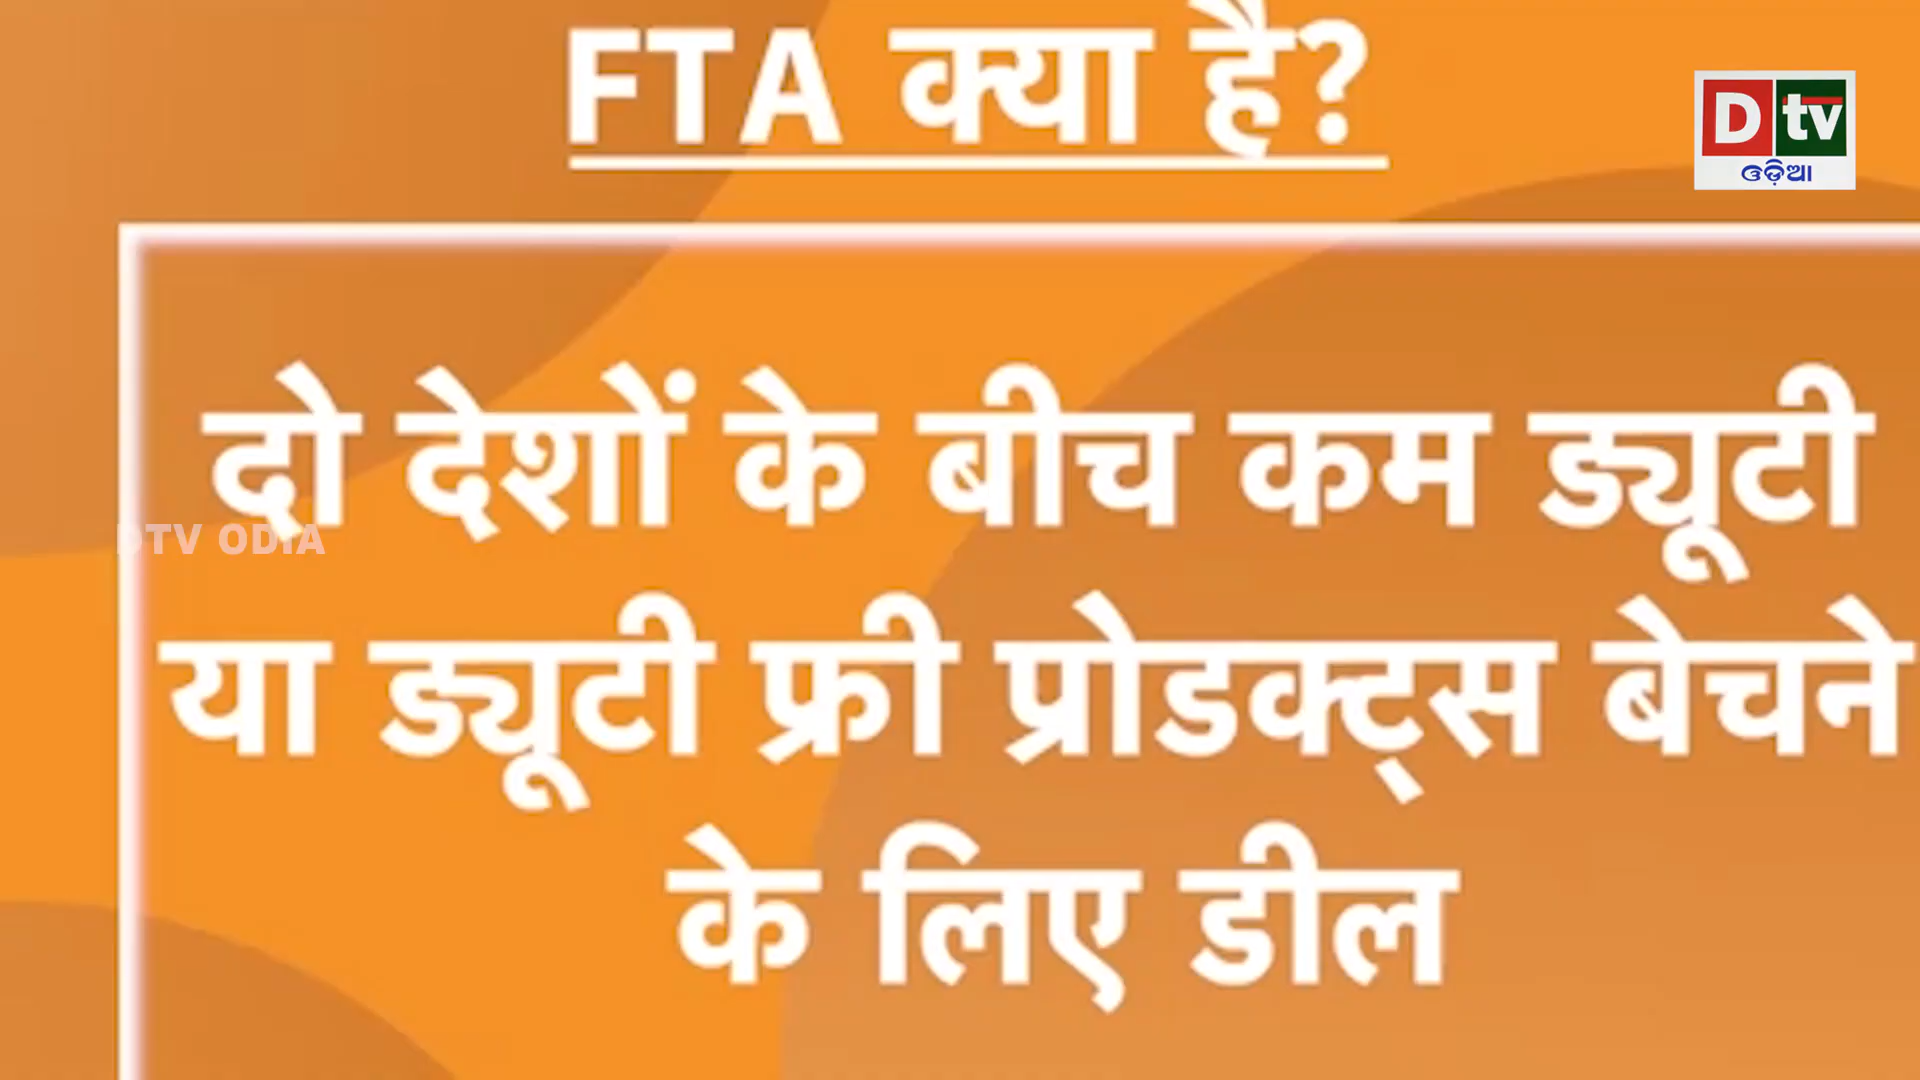 FTA क्या है?
D tv
ଓଡ଼ିଆ
दो देशों के बीच कम ड्यूटी
DTV ODIA
या ड्यूटी फ्री प्रोडक्ट्स बेचने
के लिए डील